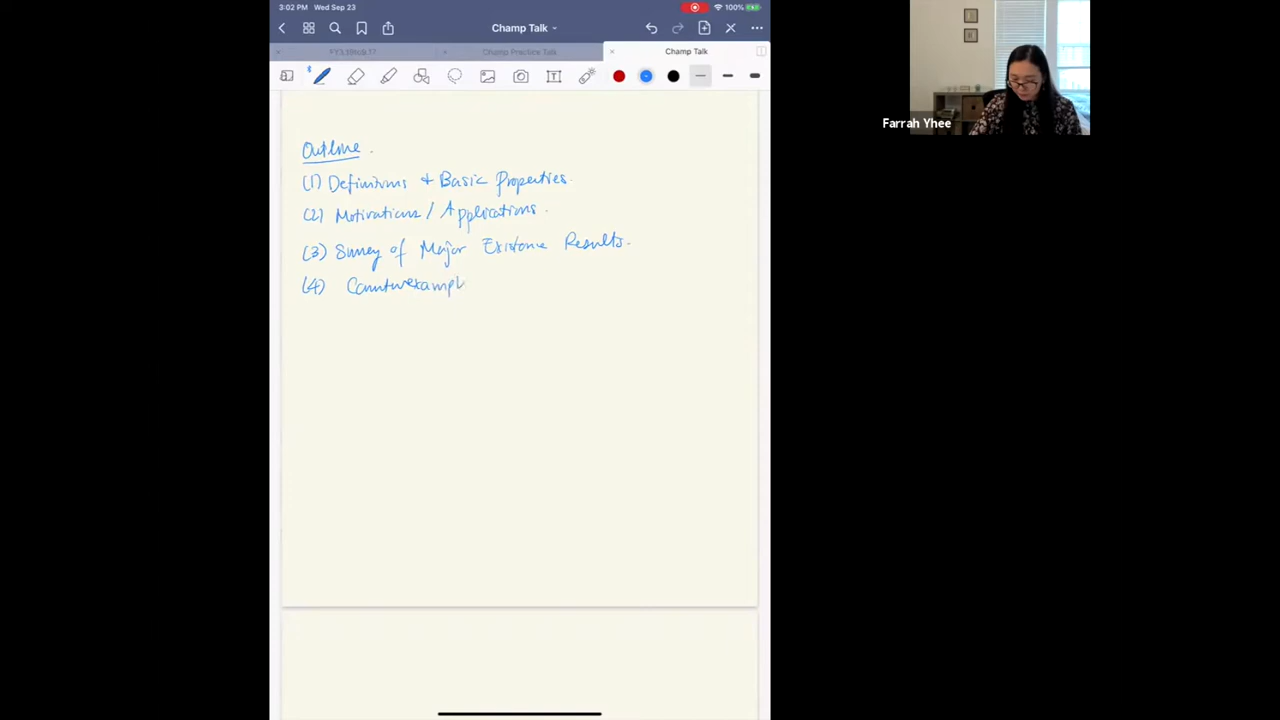 3:02 PM Wed Sep 23
100%
Champ Talk
Champ Practice Talk
Champ Talk
Farrah Yhee
Outline.
(1) Definitions + Basic Properties.
(2) Motivations / Applications.
(3) Survey of Major Existence Results.
(4) Counterexampl